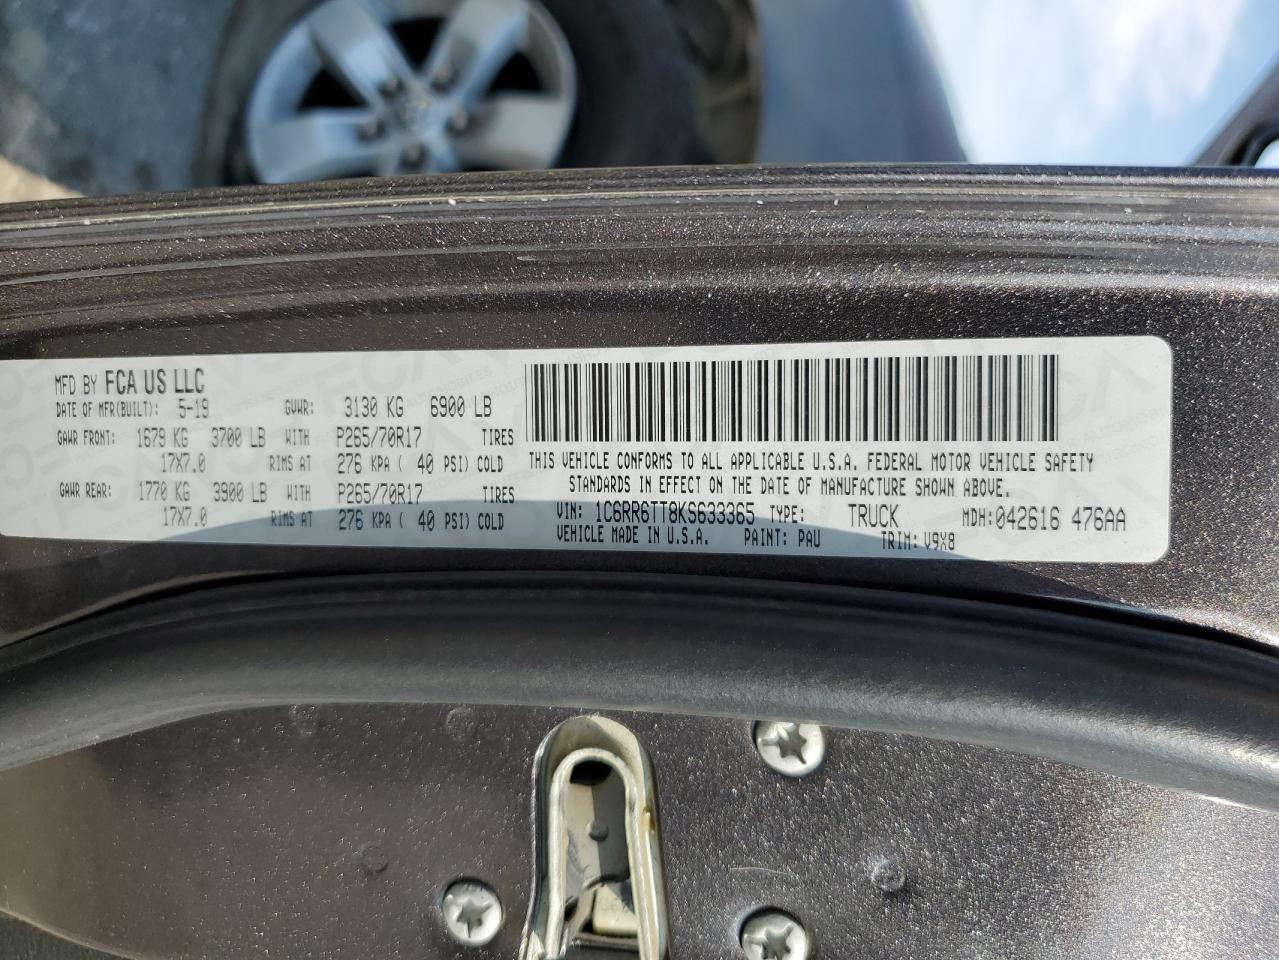 MFD BY FCA US LLC
DATE OF MFR(BUILT): 5-19 GVWR: 3130 KG 6900 LB
GAWR FRONT: 1679 KG 3700 LB WITH P265/70R17 TIRES
17X7.0 RIMS AT 276 KPA ( 40 PSI) COLD
GAWR REAR: 1770 KG 3900 LB WITH P265/70R17 TIRES
17X7.0 RIMS AT 276 KPA ( 40 PSI) COLD
THIS VEHICLE CONFORMS TO ALL APPLICABLE U.S.A. FEDERAL MOTOR VEHICLE SAFETY
STANDARDS IN EFFECT ON THE DATE OF MANUFACTURE SHOWN ABOVE.
VIN: 1C6RR6TT8KS633365 TYPE: TRUCK MDH:042616 476AA
VEHICLE MADE IN U.S.A. PAINT: PAU TRIM: V9X8